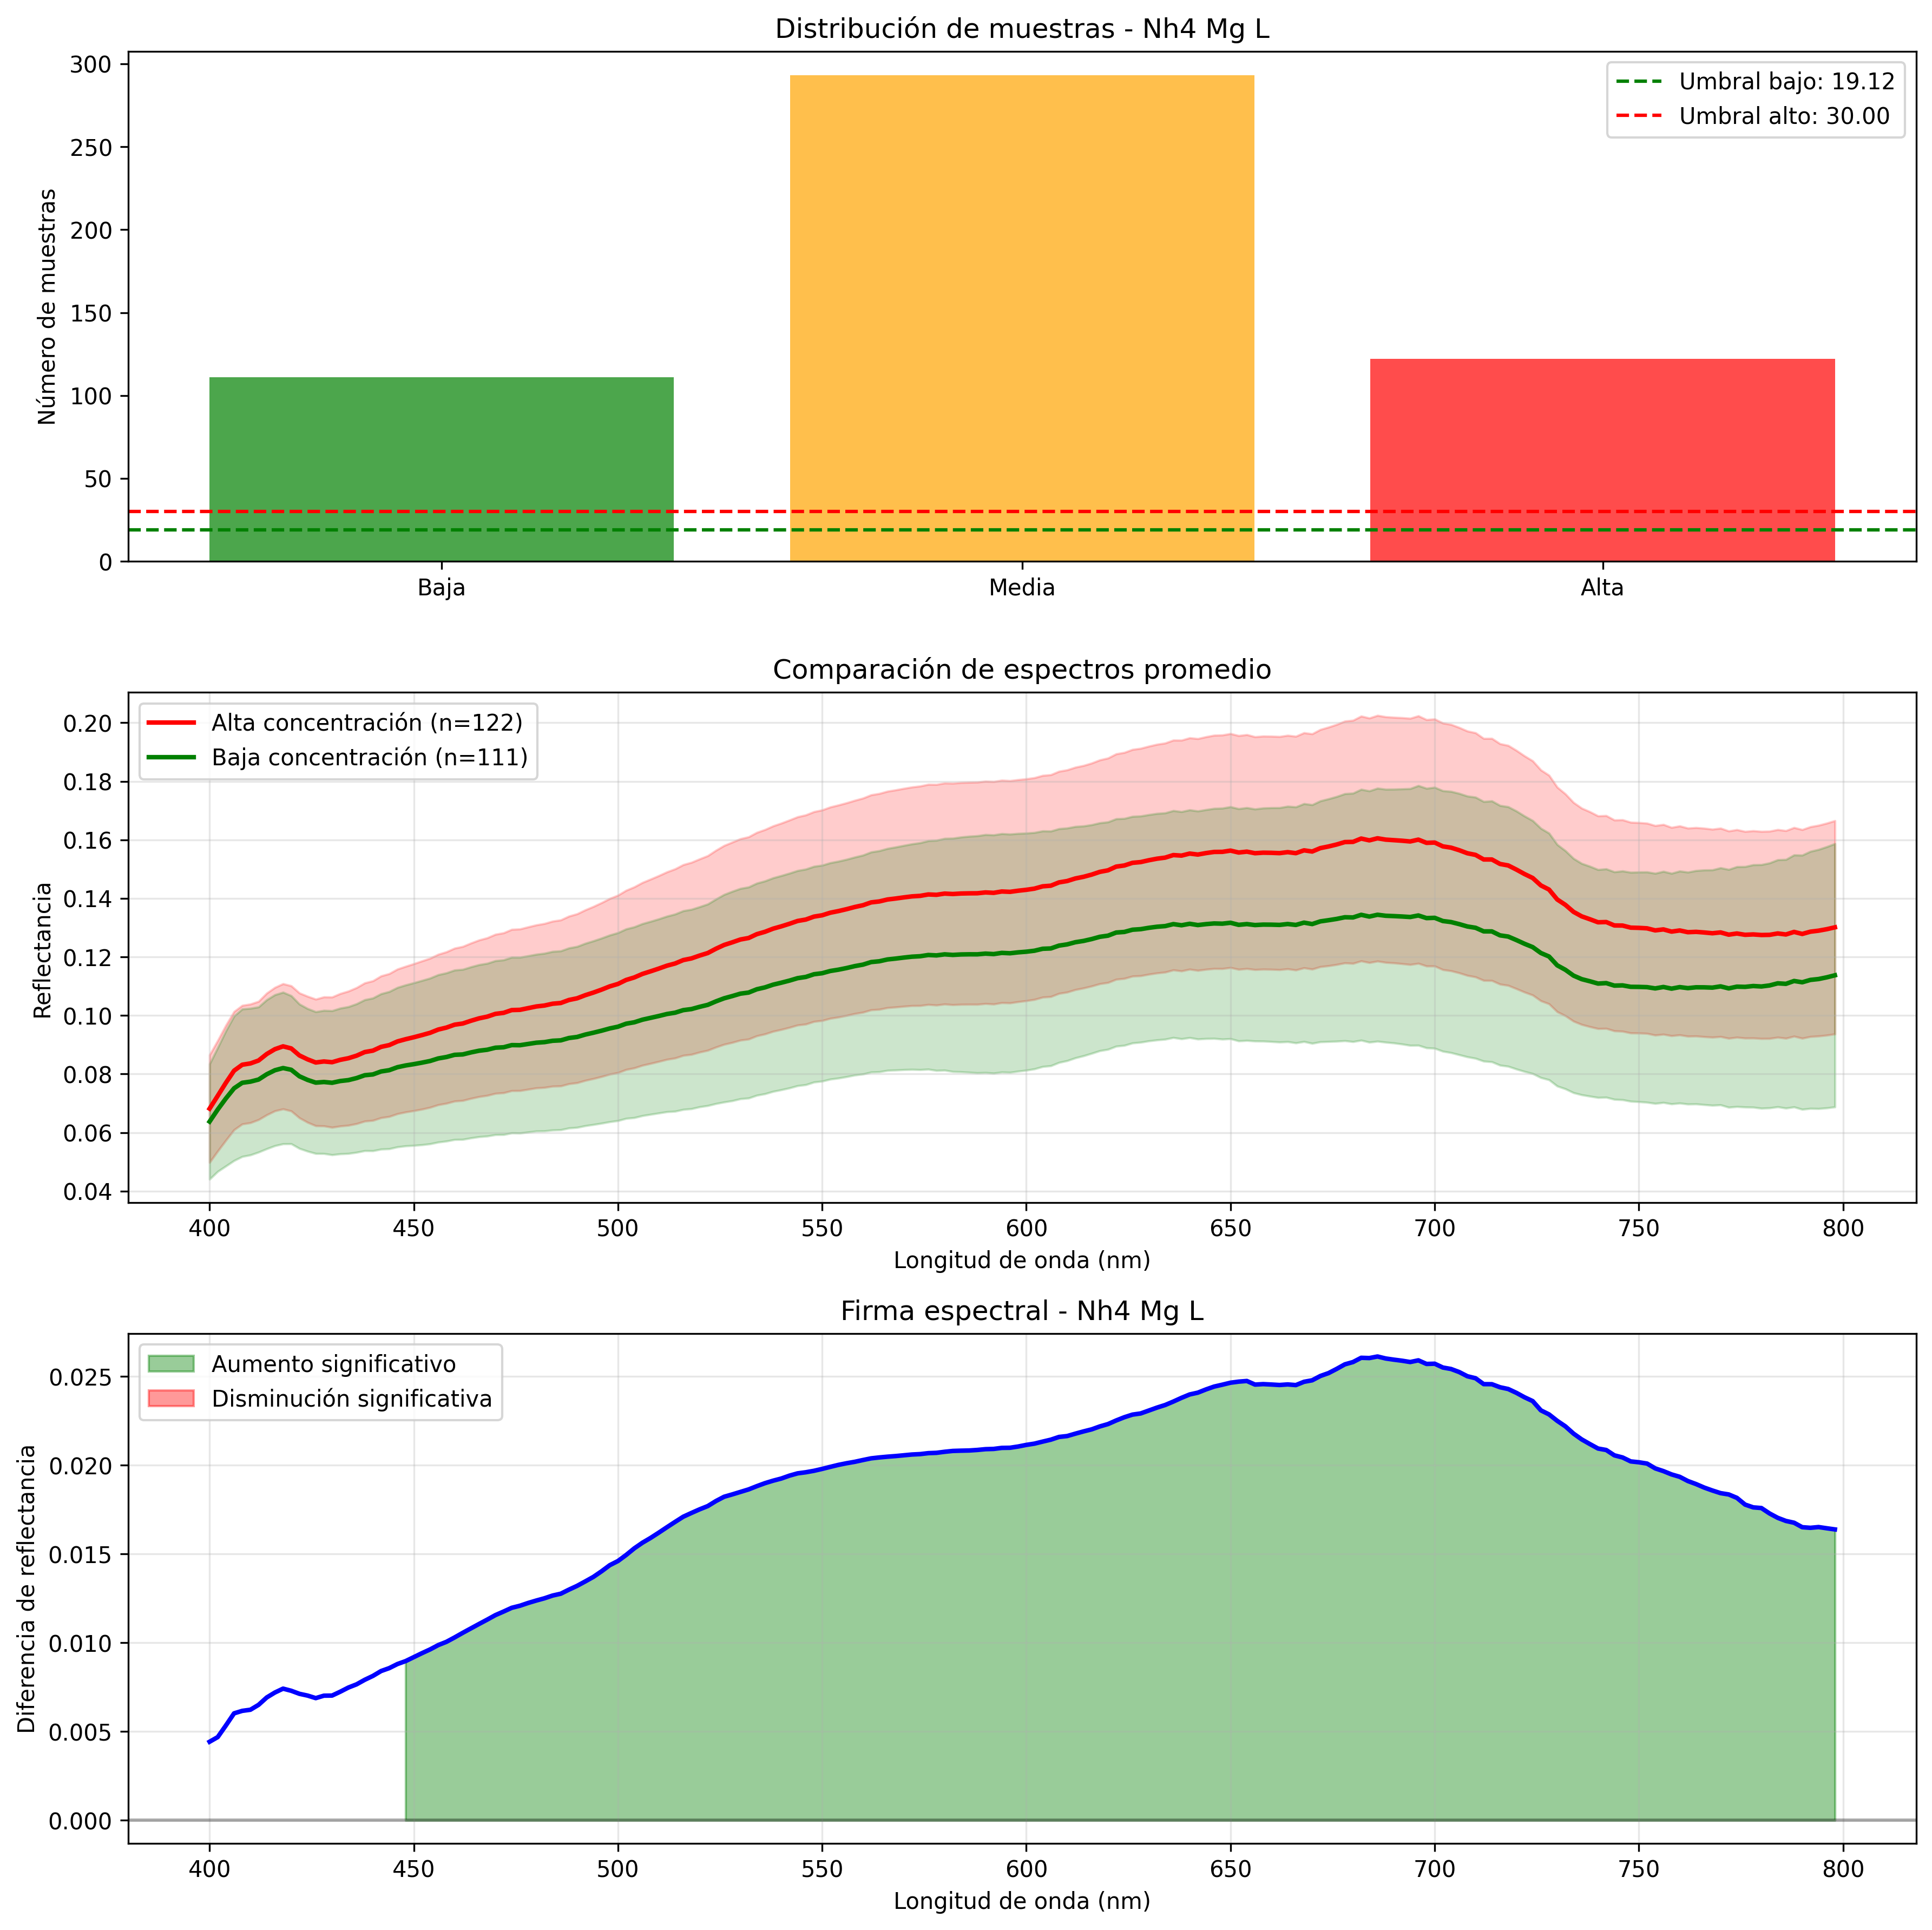 Distribución de muestras - Nh4 Mg L
Número de muestras
300
250
200
150
100
50
0
Umbral bajo: 19.12
Umbral alto: 30.00
Baja Media Alta
Comparación de espectros promedio
Reflectancia
0.20
0.18
0.16
0.14
0.12
0.10
0.08
0.06
0.04
Alta concentración (n=122)
Baja concentración (n=111)
400 450 500 550 600 650 700 750 800
Longitud de onda (nm)
Firma espectral - Nh4 Mg L
Diferencia de reflectancia
0.025
0.020
0.015
0.010
0.005
0.000
Aumento significativo
Disminución significativa
400 450 500 550 600 650 700 750 800
Longitud de onda (nm)